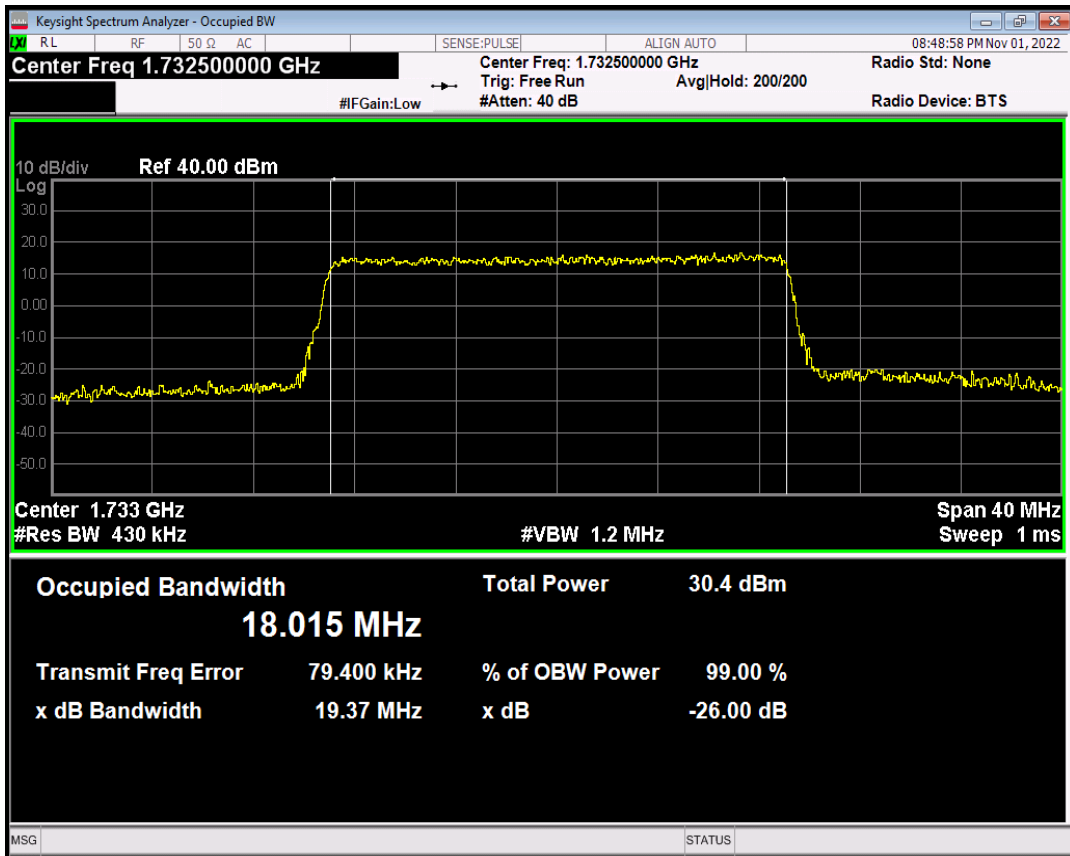 Keysight Spectrum Analyzer - Occupied BW
LXI RL RF 50 Ω AC SENSE:PULSE ALIGN AUTO 08:48:58 PM Nov 01, 2022
Center Freq 1.732500000 GHz Center Freq: 1.732500000 GHz Radio Std: None
Trig: Free Run Avg|Hold: 200/200
#IFGain:Low #Atten: 40 dB Radio Device: BTS
10 dB/div Ref 40.00 dBm
Log
30.0
20.0
10.0
0.00
-10.0
-20.0
-30.0
-40.0
-50.0
Center 1.733 GHz Span 40 MHz
#Res BW 430 kHz #VBW 1.2 MHz Sweep 1 ms
Occupied Bandwidth Total Power 30.4 dBm
18.015 MHz
Transmit Freq Error 79.400 kHz % of OBW Power 99.00 %
x dB Bandwidth 19.37 MHz x dB -26.00 dB
MSG STATUS